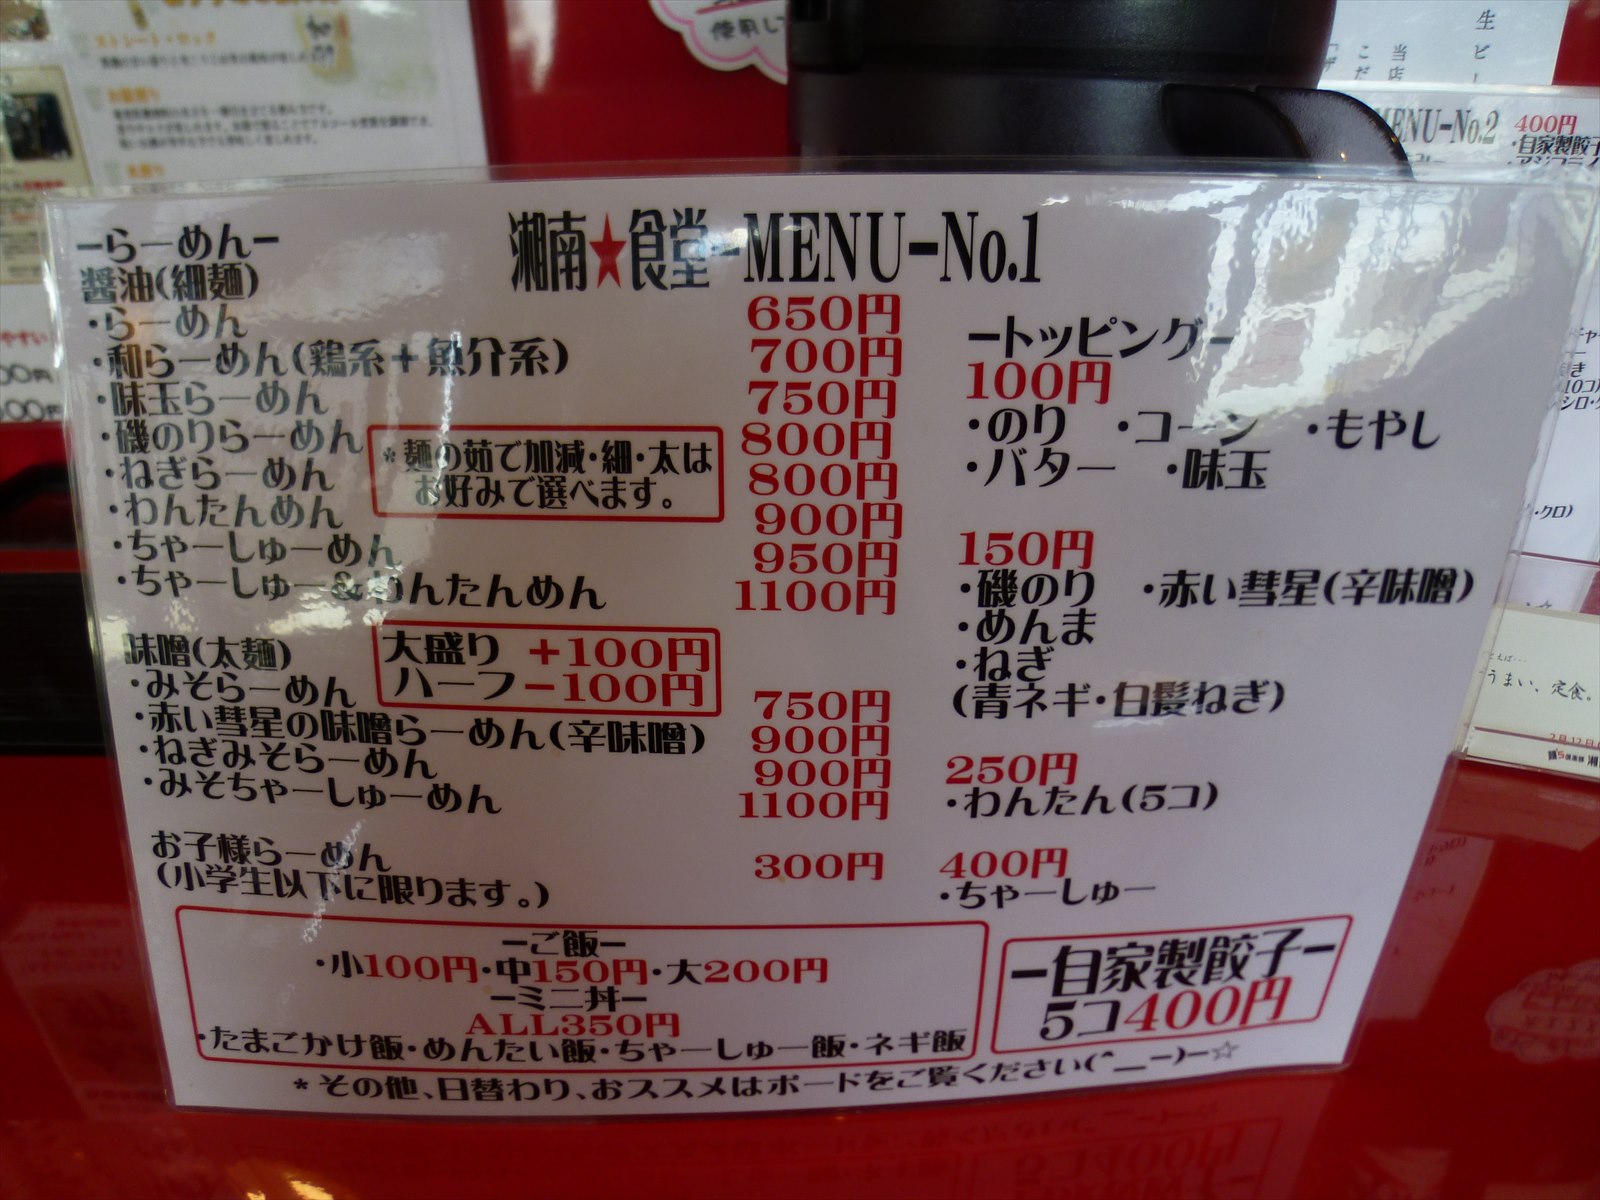 湘南★食堂-MENU-No.1
ーらーめんー
醤油(細麺)
・らーめん 650円
・和らーめん(鶏系+魚介系) 700円
・味玉らーめん 750円
・磯のりらーめん 800円
・ねぎらーめん 800円
・わんたんめん 900円
・ちゃーしゅーめん 950円
・ちゃーしゅー&わんたんめん 1100円
*麺の茹で加減・細・太は
お好みで選べます。
味噌(太麺)
大盛り +100円
ハーフ -100円
・みそらーめん 750円
・赤い彗星の味噌らーめん(辛味噌) 900円
・ねぎみそらーめん 900円
・みそちゃーしゅーめん 1100円
お子様らーめん 300円
(小学生以下に限ります。)
ートッピングー
100円
・のり ・コーン ・もやし
・バター ・味玉
150円
・磯のり ・赤い彗星(辛味噌)
・めんま
・ねぎ
(青ネギ・白髪ねぎ)
250円
・わんたん(5コ)
400円
・ちゃーしゅー
ーご飯ー
・小100円・中150円・大200円
ーミニ丼ー
ALL350円
・たまごかけ飯・めんたい飯・ちゃーしゅー飯・ネギ飯
ー自家製餃子ー
5コ400円
*その他、日替わり、おススメはボードをご覧ください(^__−)ー☆
MENU-No.2
400円
・自家製餃子
うまい、定食。